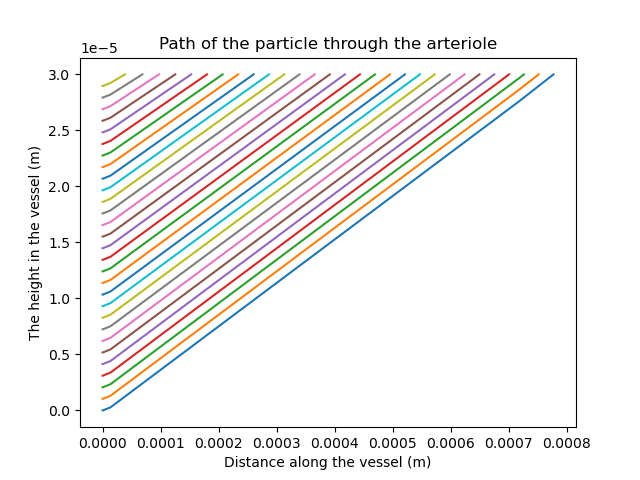 Path of the particle through the arteriole
1e−5
3.0
2.5
2.0
1.5
1.0
0.5
0.0
The height in the vessel (m)
0.0000 0.0001 0.0002 0.0003 0.0004 0.0005 0.0006 0.0007 0.0008
Distance along the vessel (m)